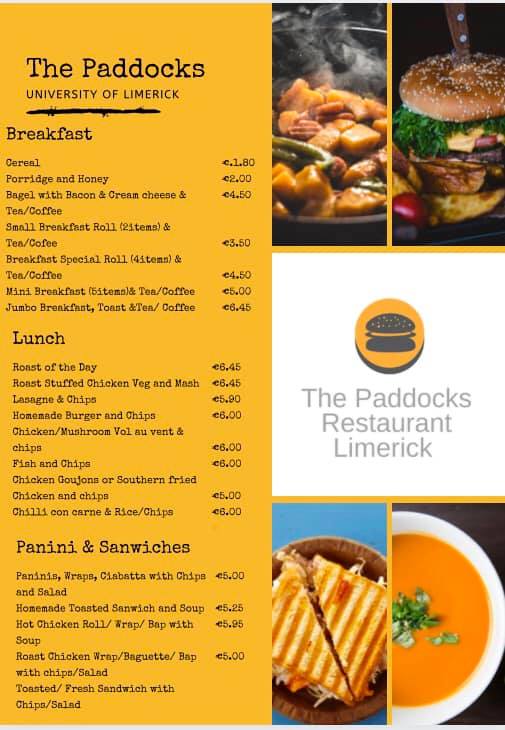 The Paddocks
UNIVERSITY OF LIMERICK
Breakfast
Cereal €.1.80
Porridge and Honey €2.00
Bagel with Bacon & Cream cheese & €4.50
Tea/Coffee
Small Breakfast Roll (2items) &
Tea/Cofee €3.50
Breakfast Special Roll (4items) &
Tea/Coffee €4.50
Mini Breakfast (5items)& Tea/Coffee €5.00
Jumbo Breakfast, Toast &Tea/ Coffee €6.45
Lunch
Roast of the Day €6.45
Roast Stuffed Chicken Veg and Mash €6.45
Lasagne & Chips €5.90
Homemade Burger and Chips €6.00
Chicken/Mushroom Vol au vent &
chips €6.00
Fish and Chips €6.00
Chicken Goujons or Southern fried
Chicken and chips €5.00
Chilli con carne & Rice/Chips €6.00
Panini & Sanwiches
Paninis, Wraps, Ciabatta with Chips €5.00
and Salad
Homemade Toasted Sanwich and Soup €5.25
Hot Chicken Roll/ Wrap/ Bap with €5.95
Soup
Roast Chicken Wrap/Baguette/ Bap €5.00
with chips/Salad
Toasted/ Fresh Sandwich with
Chips/Salad
The Paddocks
Restaurant
Limerick